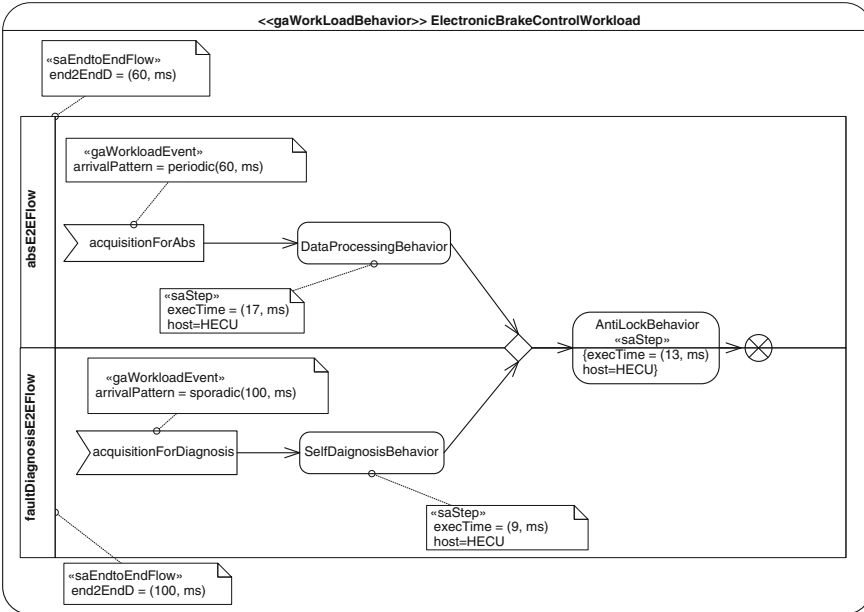 <<gaWorkLoadBehavior>> ElectronicBrakeControlWorkload
«saEndtoEndFlow»
end2EndD = (60, ms)
absE2EFlow
«gaWorkloadEvent»
arrivalPattern = periodic(60, ms)
acquisitionForAbs
DataProcessingBehavior
«saStep»
execTime = (17, ms)
host=HECU
AntiLockBehavior
«saStep»
{execTime = (13, ms)
host=HECU}
faultDiagnosisE2EFlow
«gaWorkloadEvent»
arrivalPattern = sporadic(100, ms)
acquisitionForDiagnosis
SelfDaignosisBehavior
«saStep»
execTime = (9, ms)
host=HECU
«saEndtoEndFlow»
end2EndD = (100, ms)